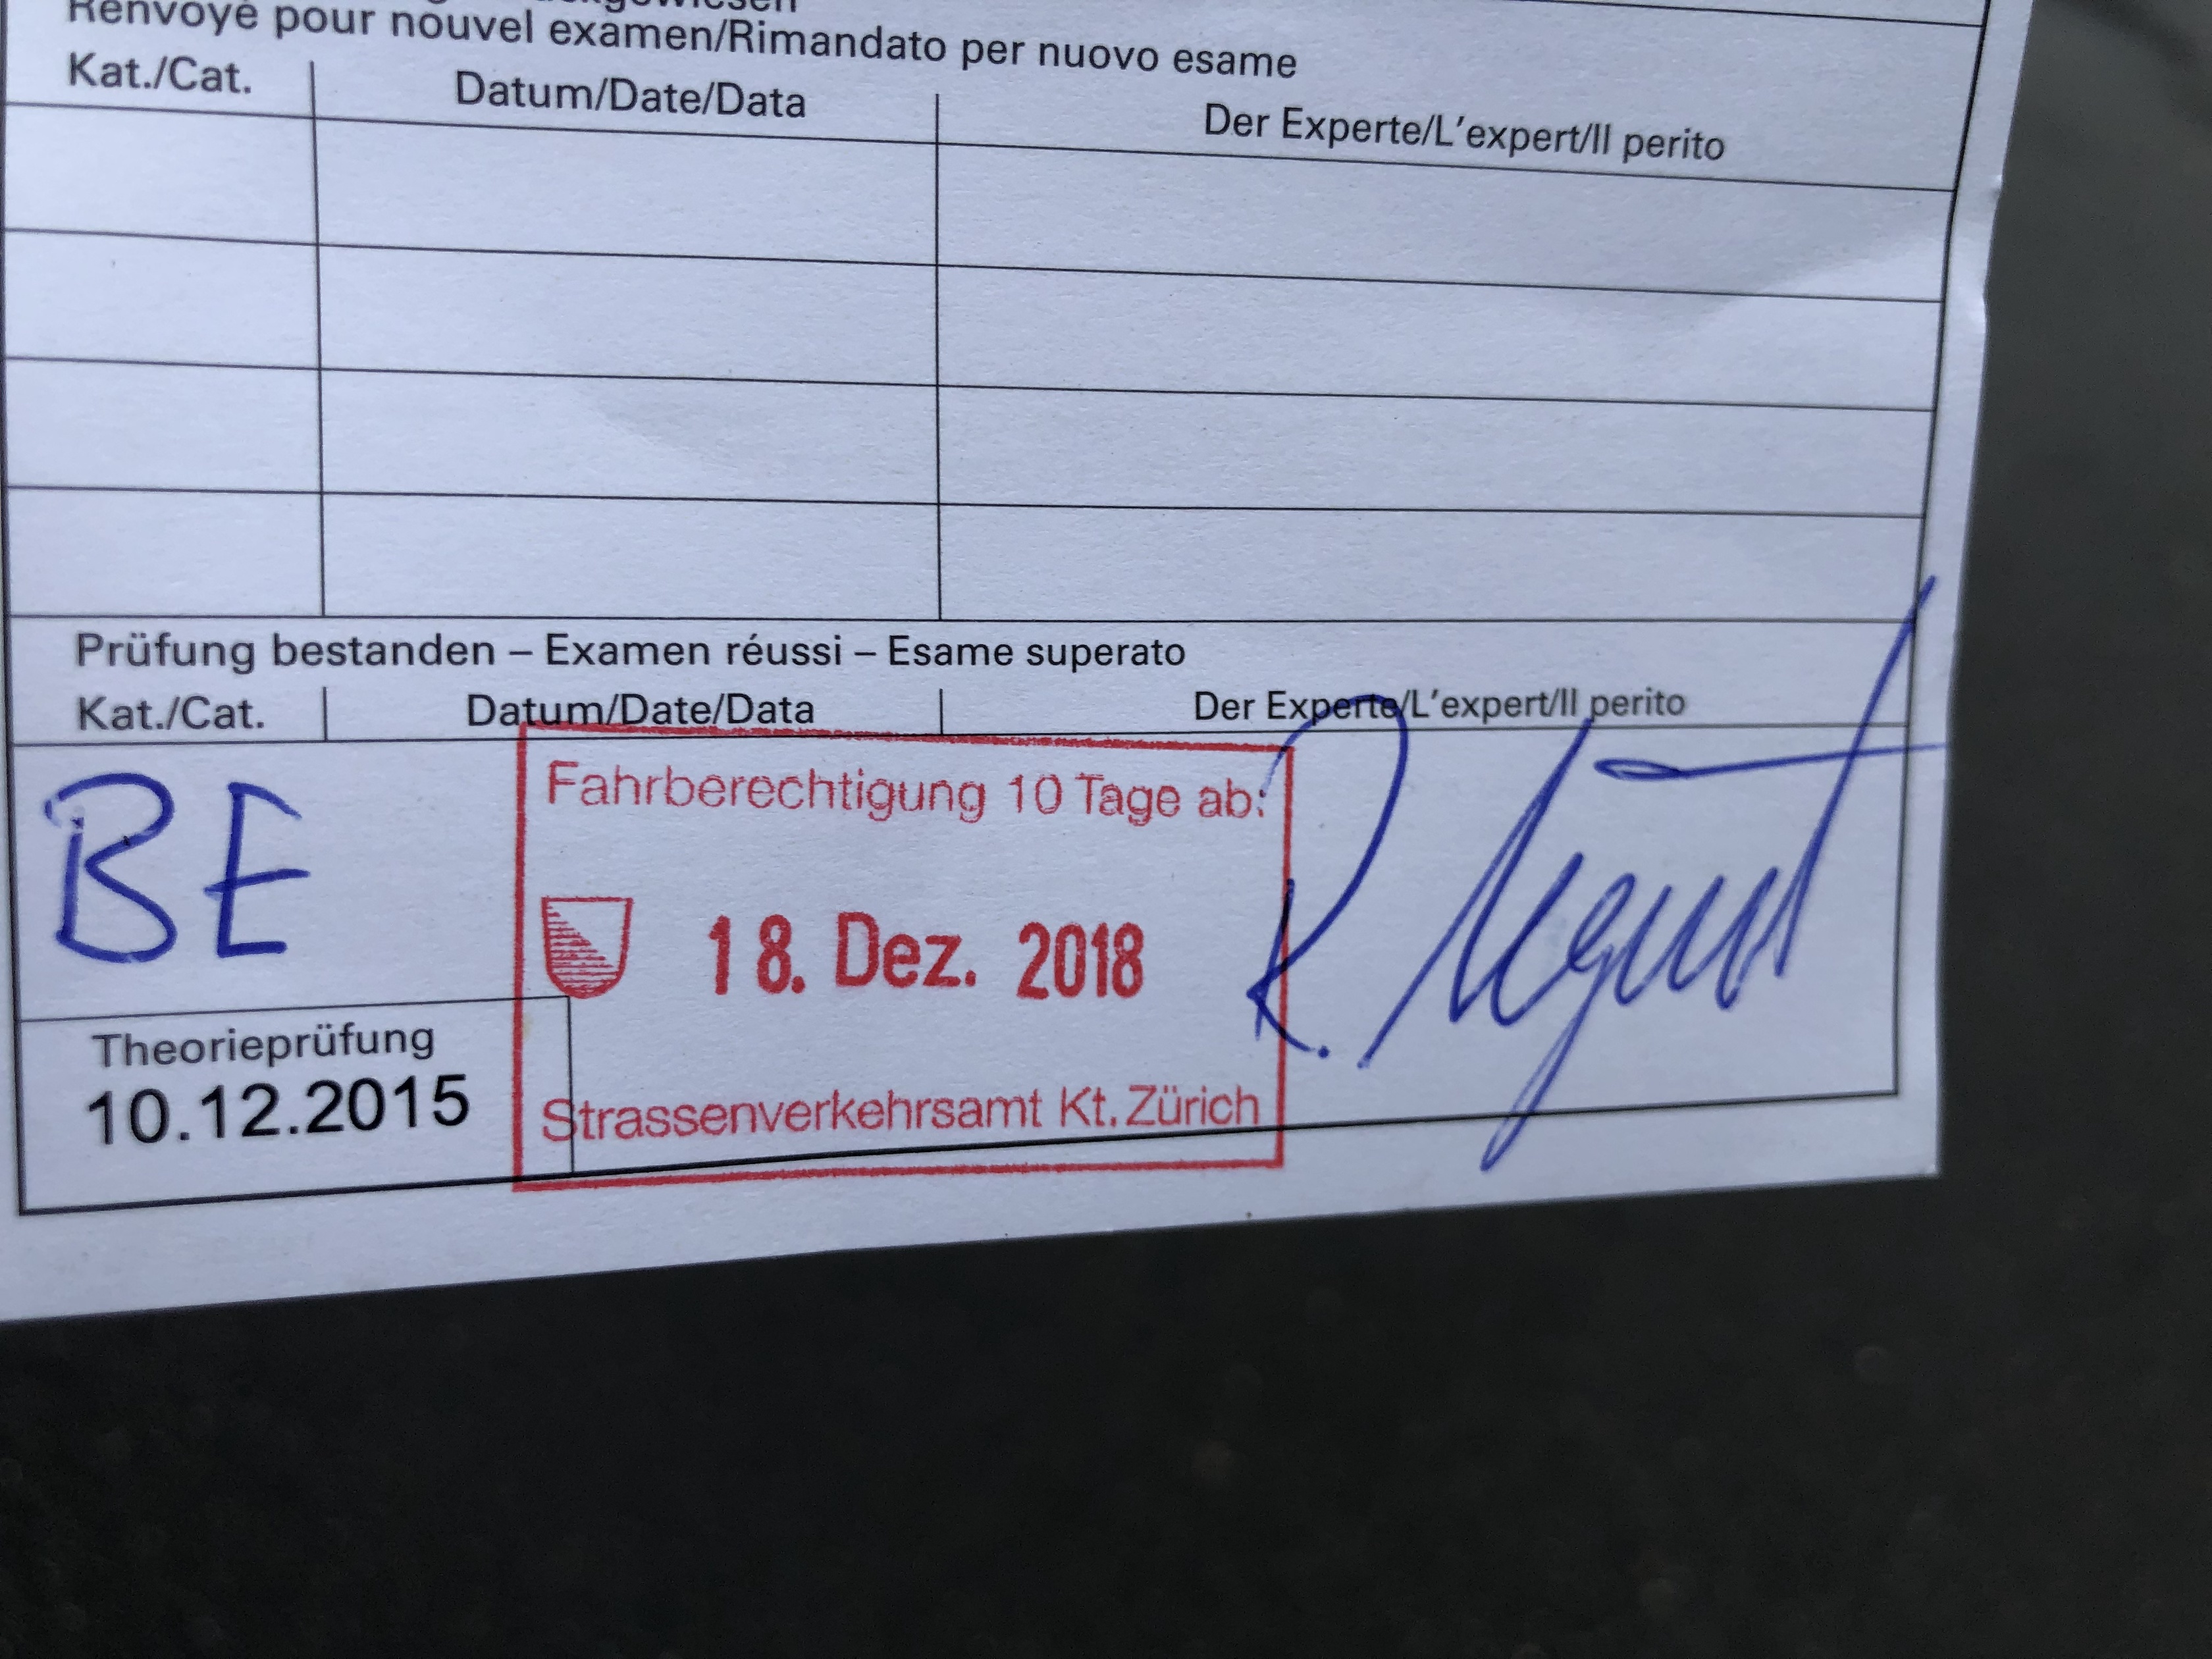 Renvoyé pour nouvel examen/Rimandato per nuovo esame
Kat./Cat. Datum/Date/Data Der Experte/L'expert/Il perito
Prüfung bestanden – Examen réussi – Esame superato
Kat./Cat. Datum/Date/Data Der Experte/L'expert/Il perito
BE
Fahrberechtigung 10 Tage ab:
18. Dez. 2018
Strassenverkehrsamt Kt. Zürich
Theorieprüfung
10.12.2015
R.